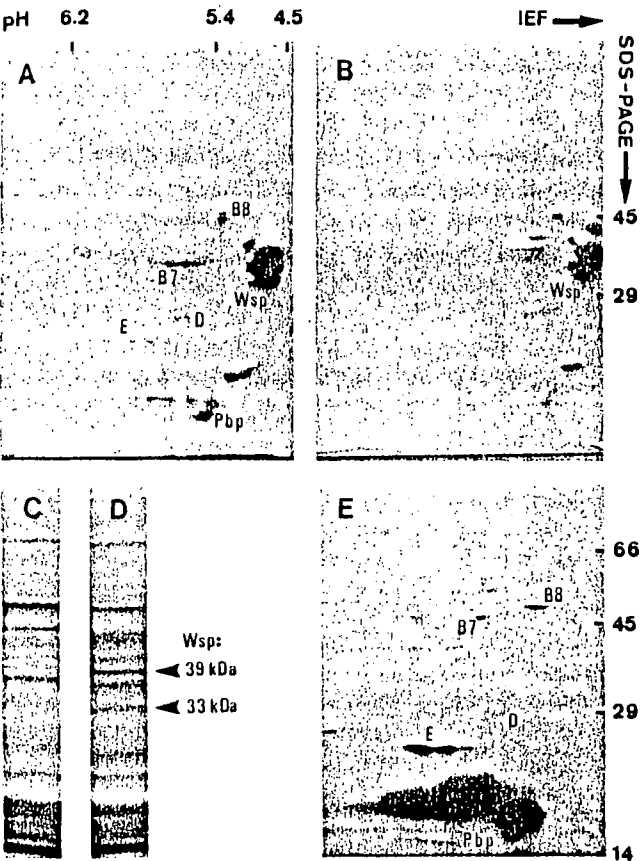 pH 6.2 5.4 4.5 IEF
A
B
SDS-PAGE
B8
B7
Wsp
E
D
Pbp
Wsp
45
29
C
D
Wsp:
39 kDa
33 kDa
E
B8
B7
D
E
Pbp
66
45
29
14